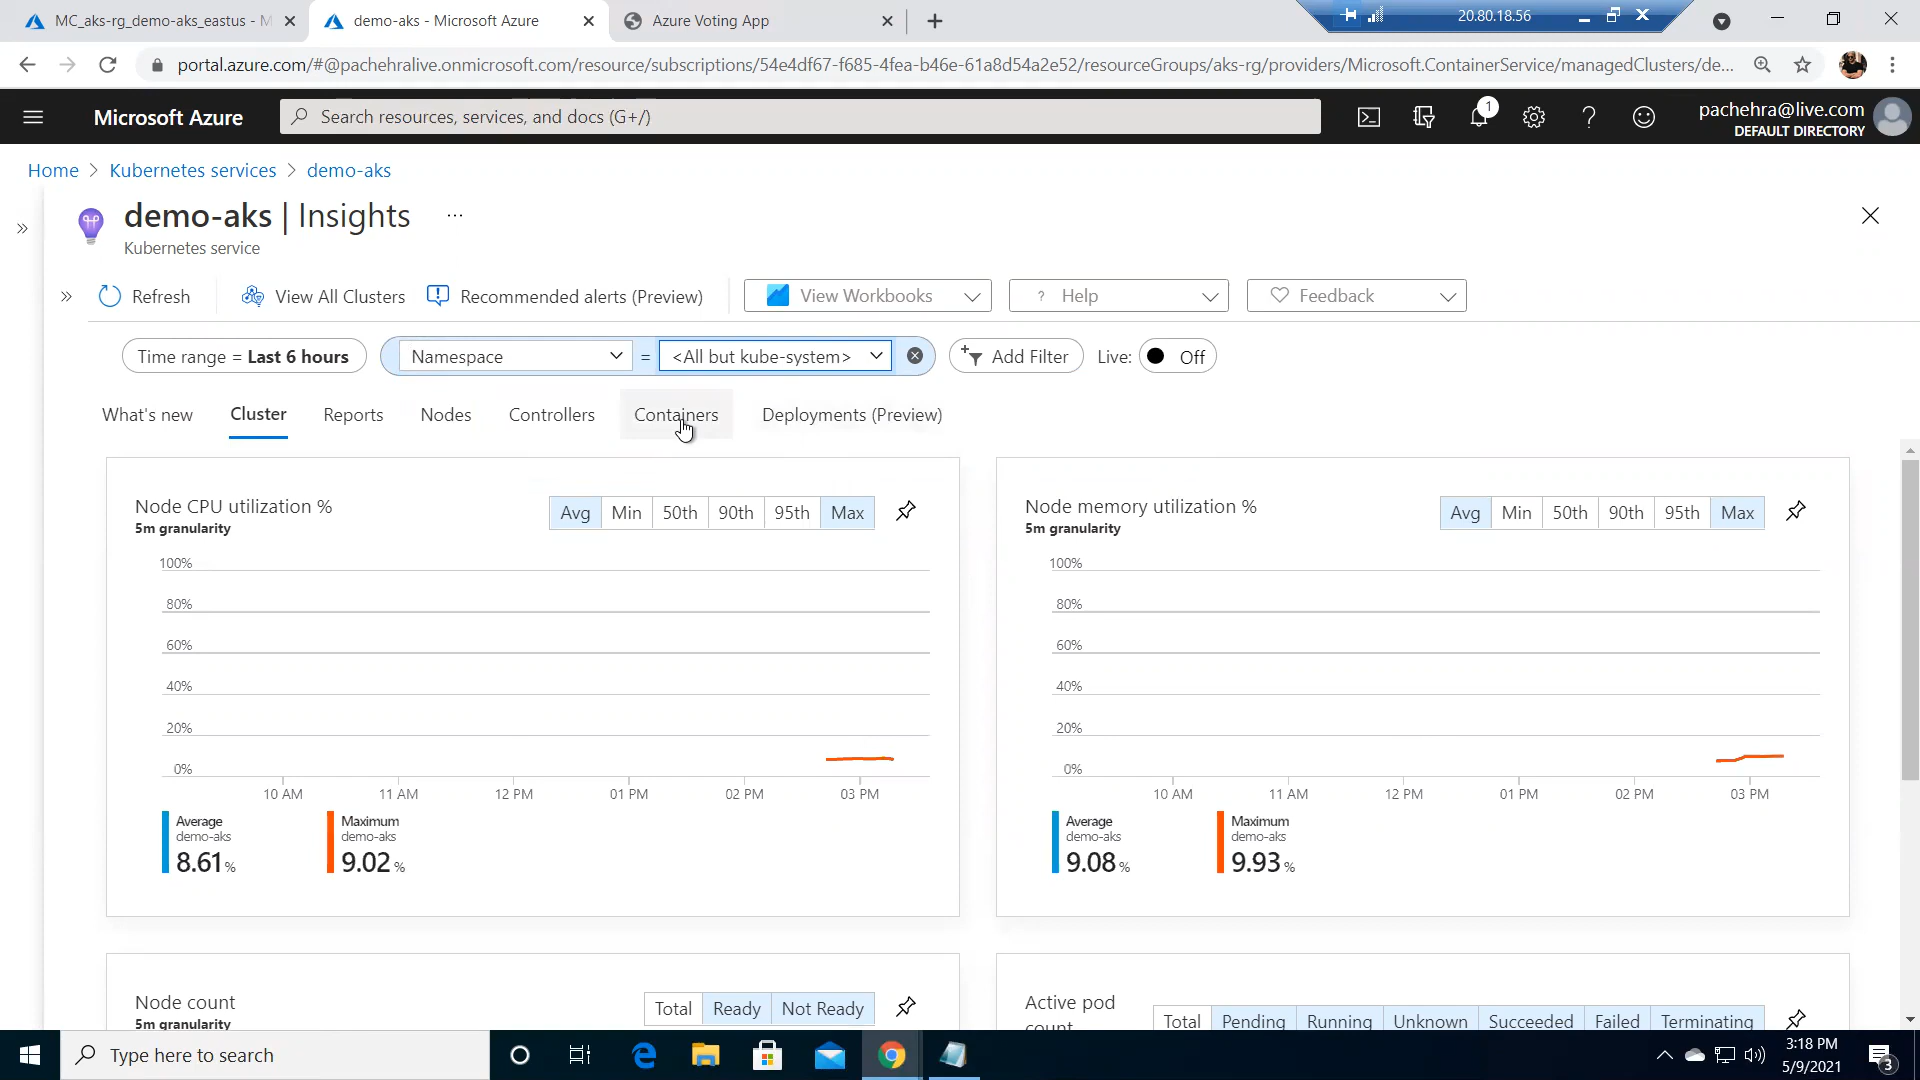 MC_aks-rg_demo-aks_eastus - M
demo-aks - Microsoft Azure
Azure Voting App
20.80.18.56
portal.azure.com/#@pachehralive.onmicrosoft.com/resource/subscriptions/54e4df67-f685-4fea-b46e-61a8d54a2e52/resourceGroups/aks-rg/providers/Microsoft.ContainerService/managedClusters/de...
Microsoft Azure
Search resources, services, and docs (G+/)
1
pachehra@live.com
DEFAULT DIRECTORY
Home > Kubernetes services > demo-aks
demo-aks | Insights ...
Kubernetes service
Refresh
View All Clusters
Recommended alerts (Preview)
View Workbooks
? Help
Feedback
Time range = Last 6 hours
Namespace = <All but kube-system>
Add Filter
Live: Off
What's new
Cluster
Reports
Nodes
Controllers
Containers
Deployments (Preview)
Node CPU utilization %
5m granularity
Avg Min 50th 90th 95th Max
100%
80%
60%
40%
20%
0%
10 AM 11 AM 12 PM 01 PM 02 PM 03 PM
Average
demo-aks
8.61 %
Maximum
demo-aks
9.02 %
Node memory utilization %
5m granularity
Avg Min 50th 90th 95th Max
100%
80%
60%
40%
20%
0%
10 AM 11 AM 12 PM 01 PM 02 PM 03 PM
Average
demo-aks
9.08 %
Maximum
demo-aks
9.93 %
Node count
5m granularity
Total Ready Not Ready
Active pod
count
Total Pending Running Unknown Succeeded Failed Terminating
Type here to search
3:18 PM
5/9/2021
3